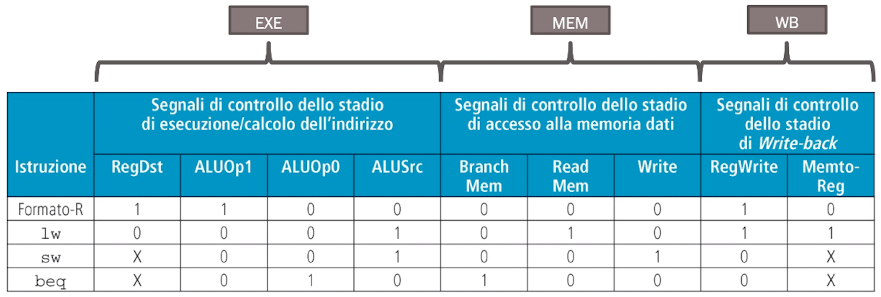 EXE MEM WB
Segnali di controllo dello stadio di esecuzione/calcolo dell'indirizzo
Segnali di controllo dello stadio di accesso alla memoria dati
Segnali di controllo dello stadio di Write-back
Istruzione RegDst ALUOp1 ALUOp0 ALUSrc Branch Mem Read Mem Write RegWrite Memto-Reg
Formato-R 1 1 0 0 0 0 0 1 0
lw 0 0 0 1 0 1 0 1 1
sw X 0 0 1 0 0 1 0 X
beq X 0 1 0 1 0 0 0 X